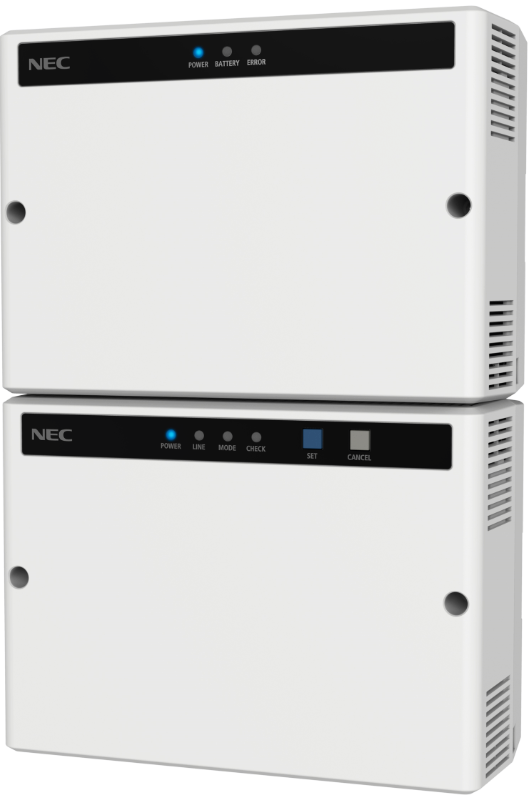 NEC
POWER BATTERY ERROR
NEC
POWER LINE MODE CHECK SET CANCEL